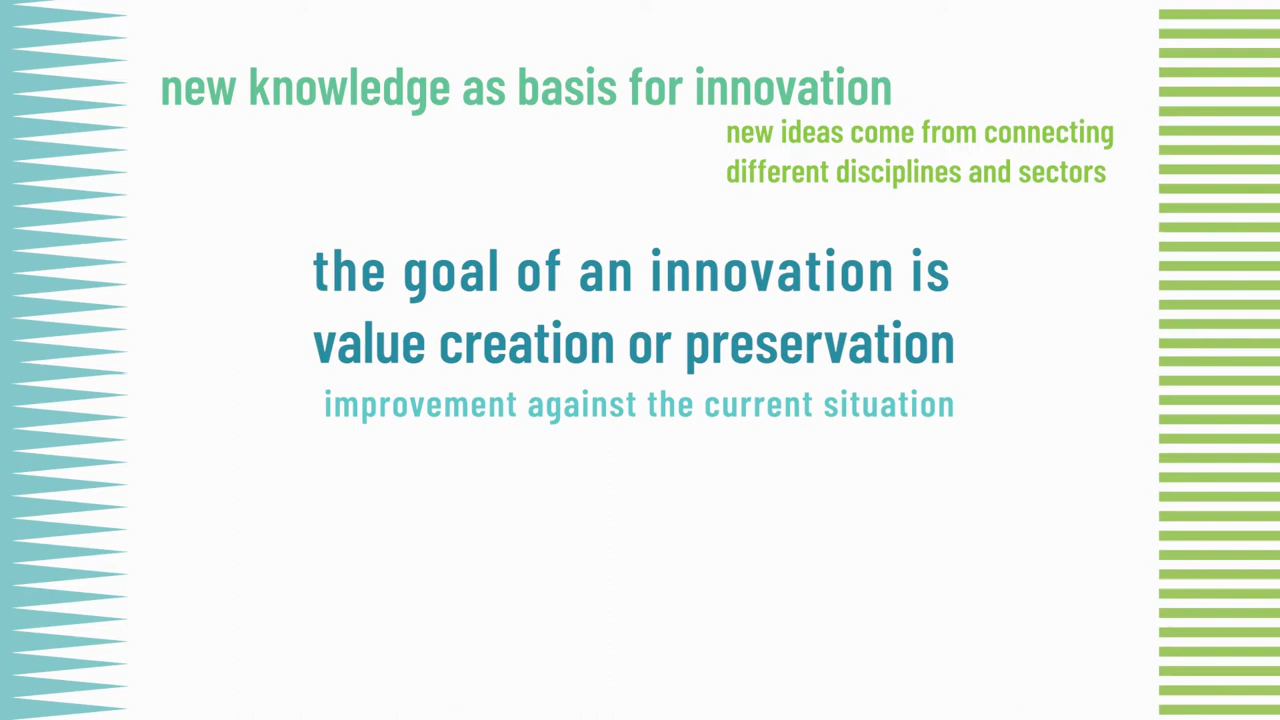 new knowledge as basis for innovation
new ideas come from connecting
different disciplines and sectors
the goal of an innovation is
value creation or preservation
improvement against the current situation